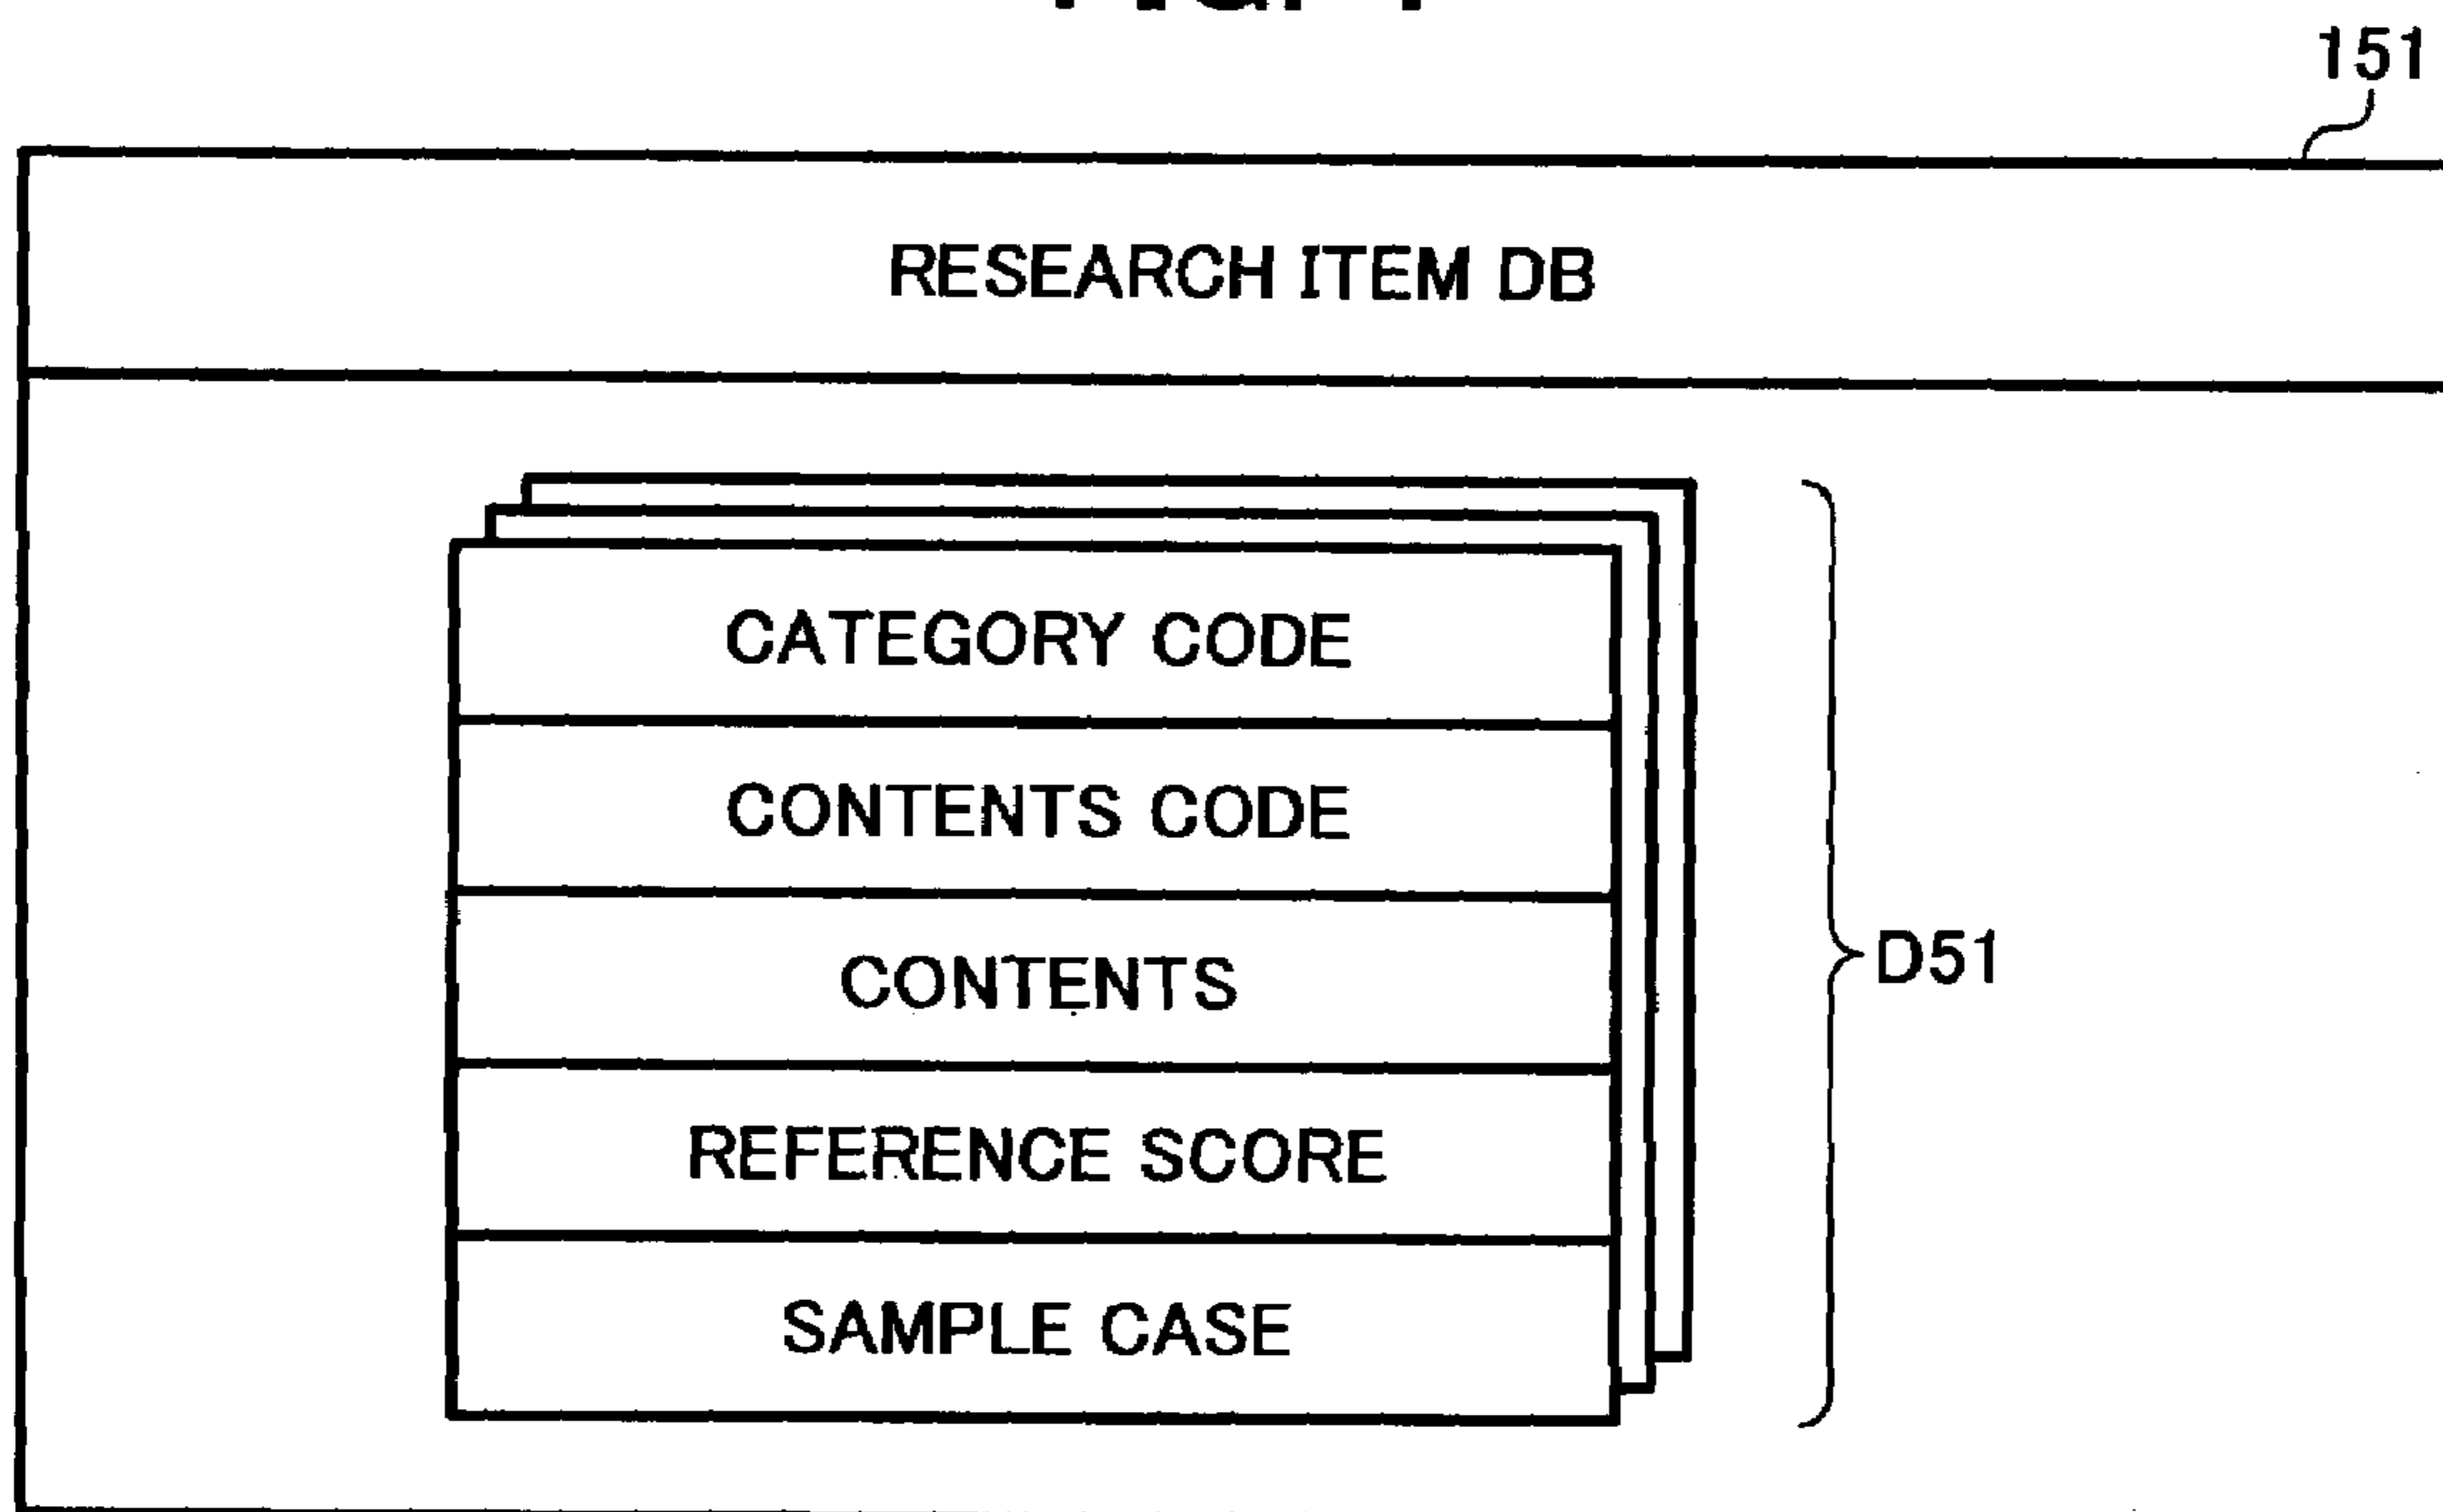 151
RESEARCH ITEM DB
CATEGORY CODE
CONTENTS CODE
CONTENTS
D51
REFERENCE SCORE
SAMPLE CASE